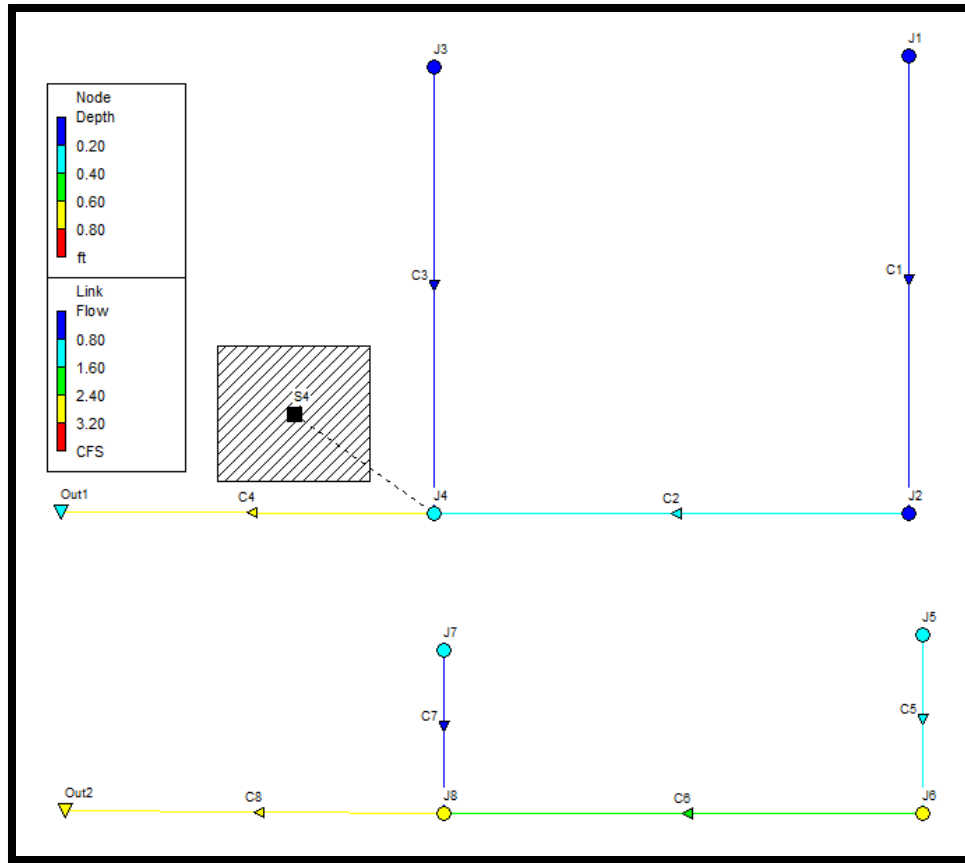 J3
J1
Node
Depth
0.20
0.40
0.60
0.80
ft
C3
C1
Link
Flow
0.80
1.60
2.40
3.20
CFS
S4
Out1
C4
J4
C2
J2
J7
J5
C7
C5
Out2
C8
J8
C6
J6